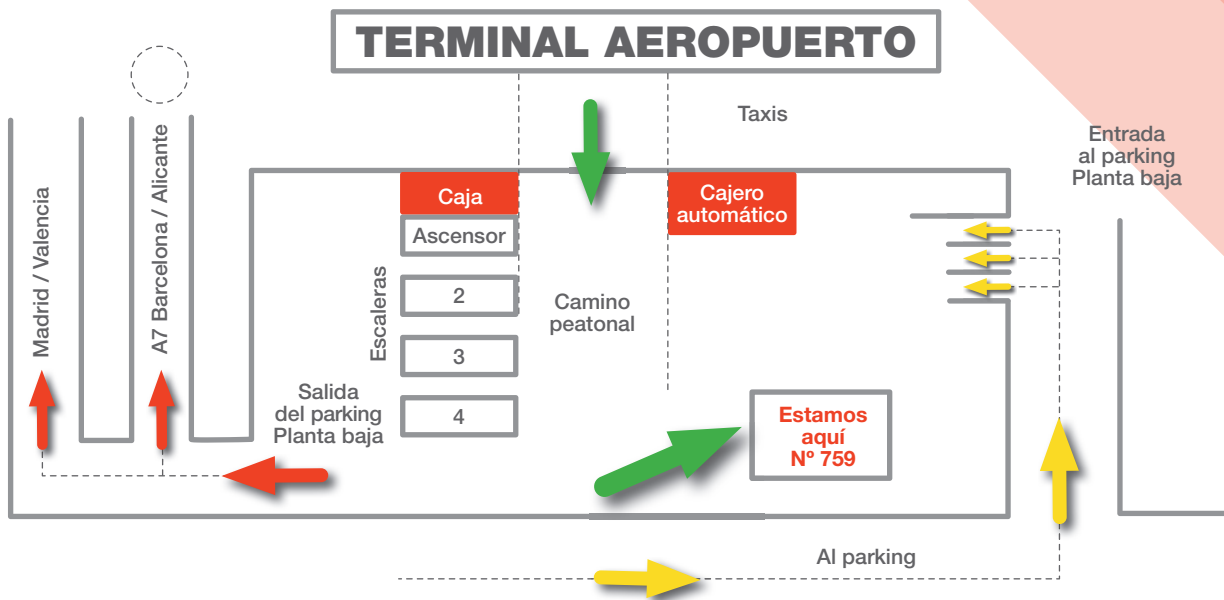 TERMINAL AEROPUERTO
Taxis
Entrada
al parking
Planta baja
Madrid / Valencia
A7 Barcelona / Alicante
Caja
Cajero
automático
Ascensor
Escaleras
2
3
4
Camino
peatonal
Salida
del parking
Planta baja
Estamos
aquí
Nº 759
Al parking